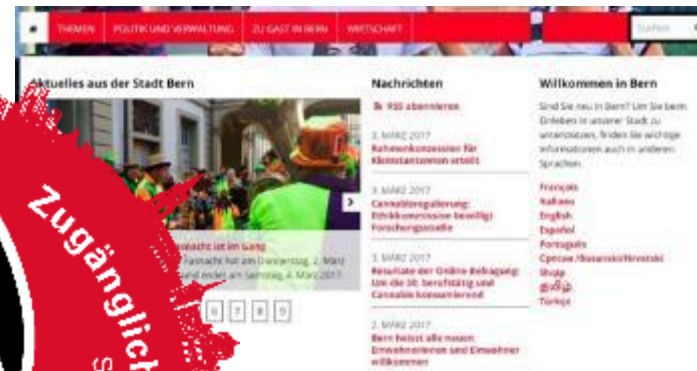 THEMEN
POLITIK UND VERWALTUNG
ZU GAST IN BERN
WIRTSCHAFT
Suchen
Aktuelles aus der Stadt Bern
Fasnacht ist im Gang
Fasnacht hat am Donnerstag, 2. März
und endet am Samstag, 4. März 2017.
6 7 8 9
Nachrichten
RSS abonnieren
3. MÄRZ 2017
Rahmenkonzession für
Kleinstantennen erteilt
3. MÄRZ 2017
Cannabisregulierung:
Ethikkommission bewilligt
Forschungsstudie
3. MÄRZ 2017
Resultate der Online-Befragung:
Um die 30, berufstätig und
Cannabis konsumierend
2. MÄRZ 2017
Bern heisst alle neuen
Einwohnerinnen und Einwohner
willkommen
Willkommen in Bern
Sind Sie neu in Bern? Um Sie beim
Einleben in unserer Stadt zu
unterstützen, finden Sie wichtige
Informationen auch in anderen
Sprachen.
Français
Italiano
English
Español
Português
Српски/Bosanski/Hrvatski
Shqip
தமிழ்
Türkçe
Zugänglich